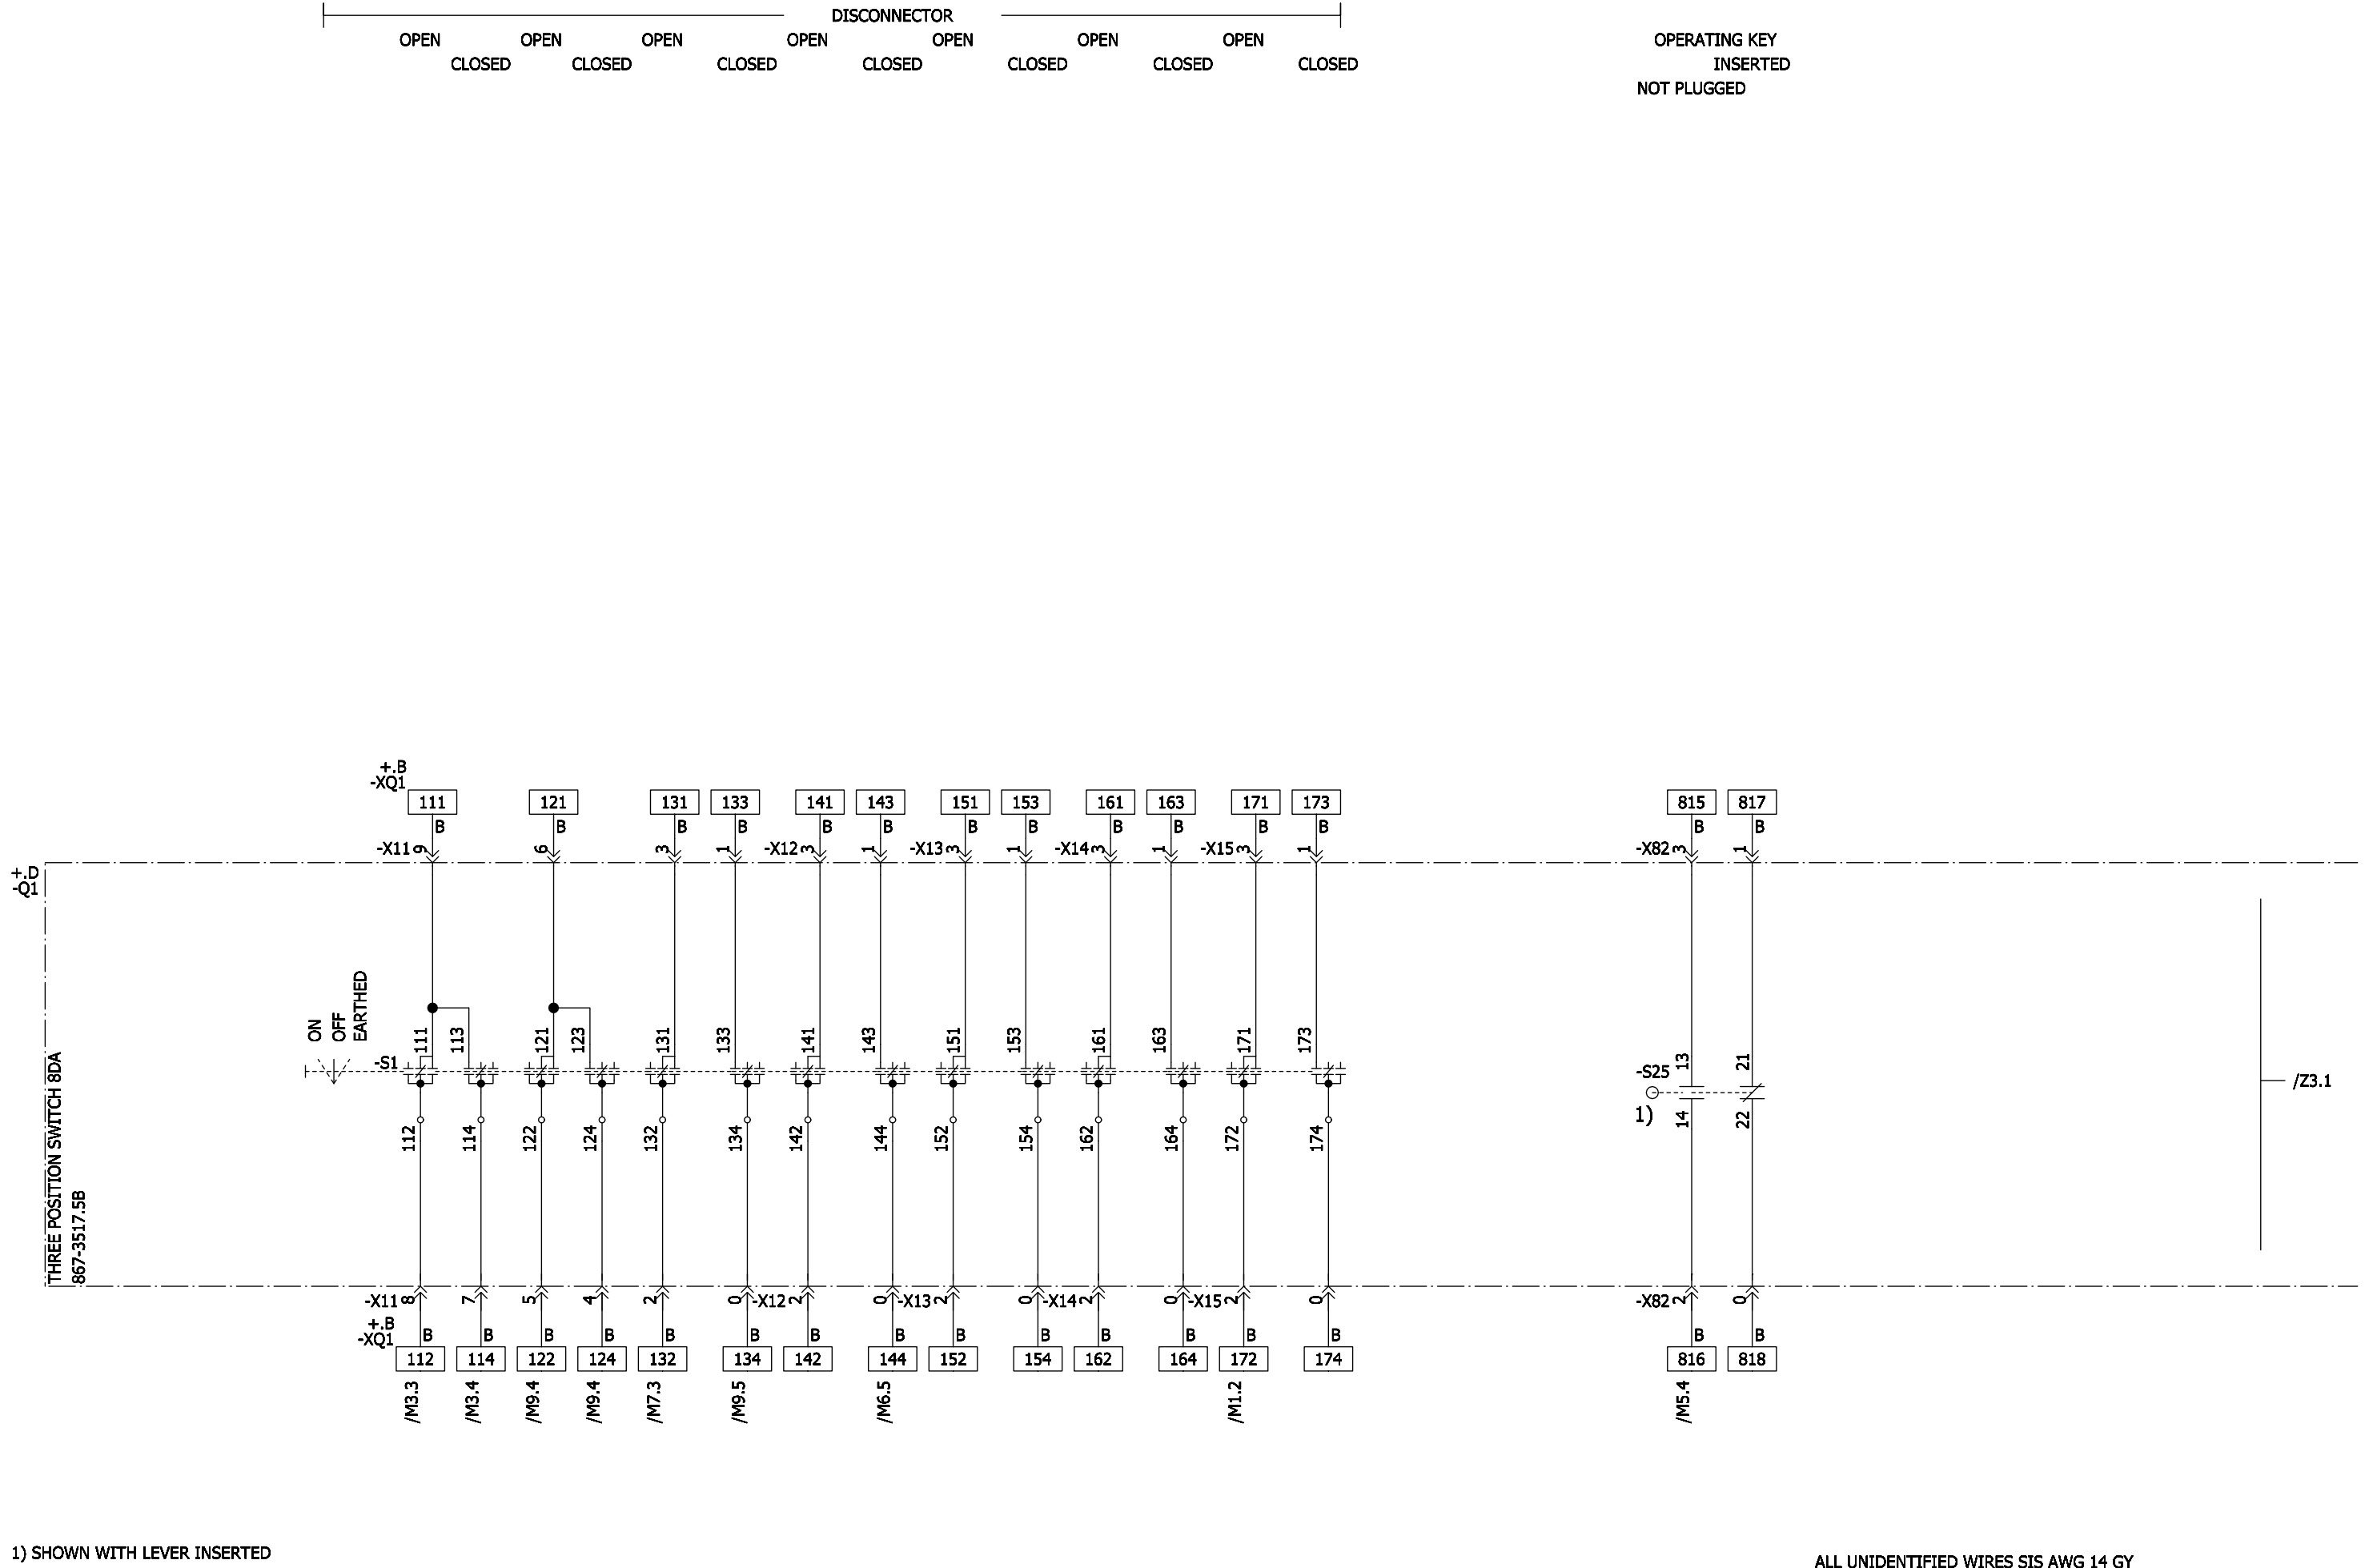 DISCONNECTOR
OPEN OPEN OPEN OPEN OPEN OPEN OPEN OPERATING KEY
CLOSED CLOSED CLOSED CLOSED CLOSED CLOSED CLOSED INSERTED
NOT PLUGGED
+.B
-XQ1
111 121 131 133 141 143 151 153 161 163 171 173 815 817
B B B B B B B B B B B B B B
-X11 9 6 3 1 -X12 3 1 -X13 3 1 -X14 3 1 -X15 3 1 -X82 3 1
+.D
-Q1
ON
OFF
EARTHED
111 113 121 123 131 133 141 143 151 153 161 163 171 173 13 21
-S1
-S25
1)
/Z3.1
112 114 122 124 132 134 142 144 152 154 162 164 172 174 14 22
THREE POSITION SWITCH 8DA
867-3517.5B
-X11 8 7 5 4 2 0 -X12 2 0 -X13 2 0 -X14 2 0 -X15 2 0 -X82 2 0
+.B
-XQ1
B B B B B B B B B B B B B B B B
112 114 122 124 132 134 142 144 152 154 162 164 172 174 816 818
/M3.3 /M3.4 /M9.4 /M9.4 /M7.3 /M9.5 /M6.5 /M1.2 /M5.4
1) SHOWN WITH LEVER INSERTED
ALL UNIDENTIFIED WIRES SIS AWG 14 GY